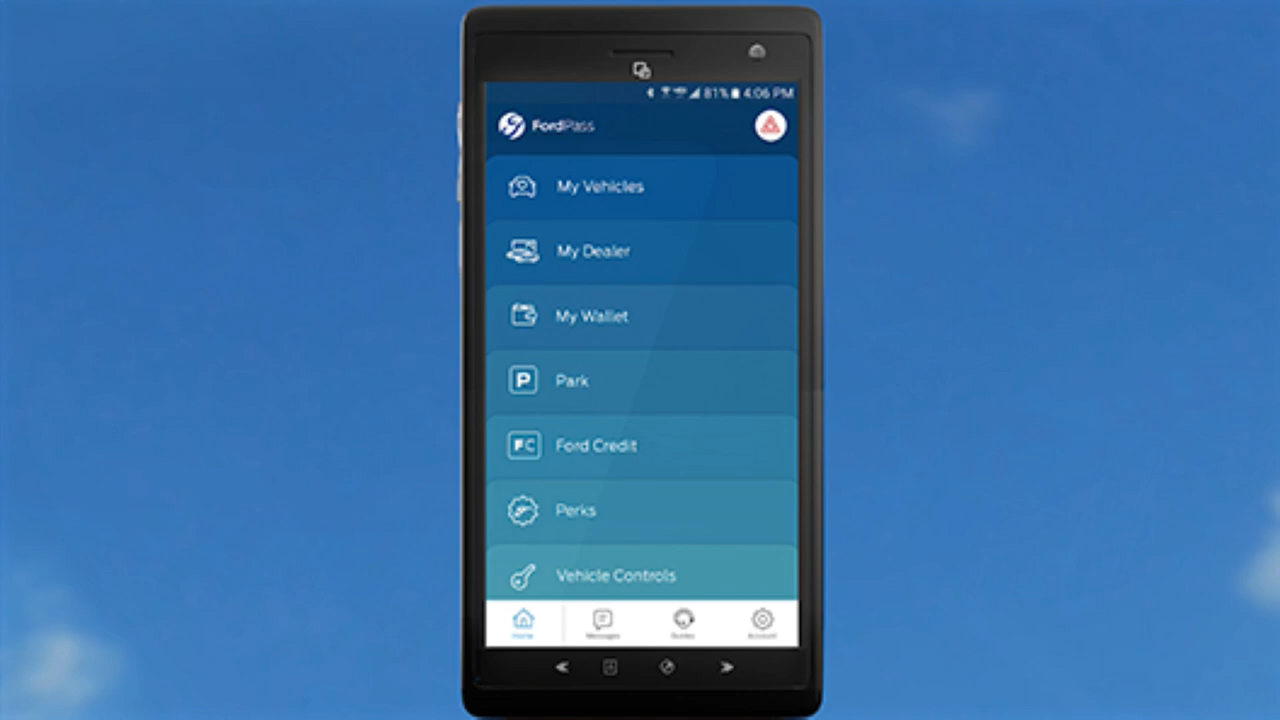 81% 4:06 PM
FordPass
My Vehicles
My Dealer
My Wallet
P Park
FC Ford Credit
Perks
Vehicle Controls
Home Messages Guides Account